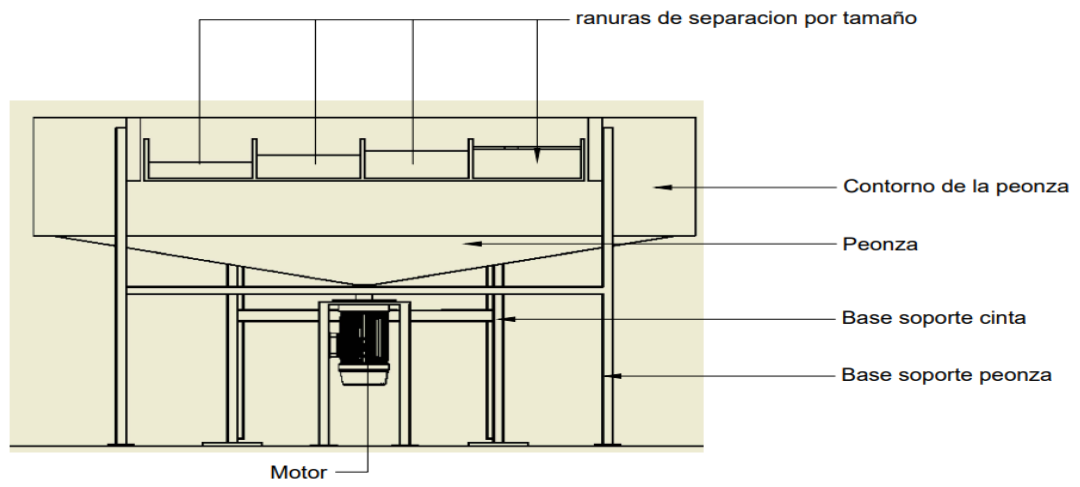 ranuras de separacion por tamaño
Contorno de la peonza
Peonza
Base soporte cinta
Base soporte peonza
Motor